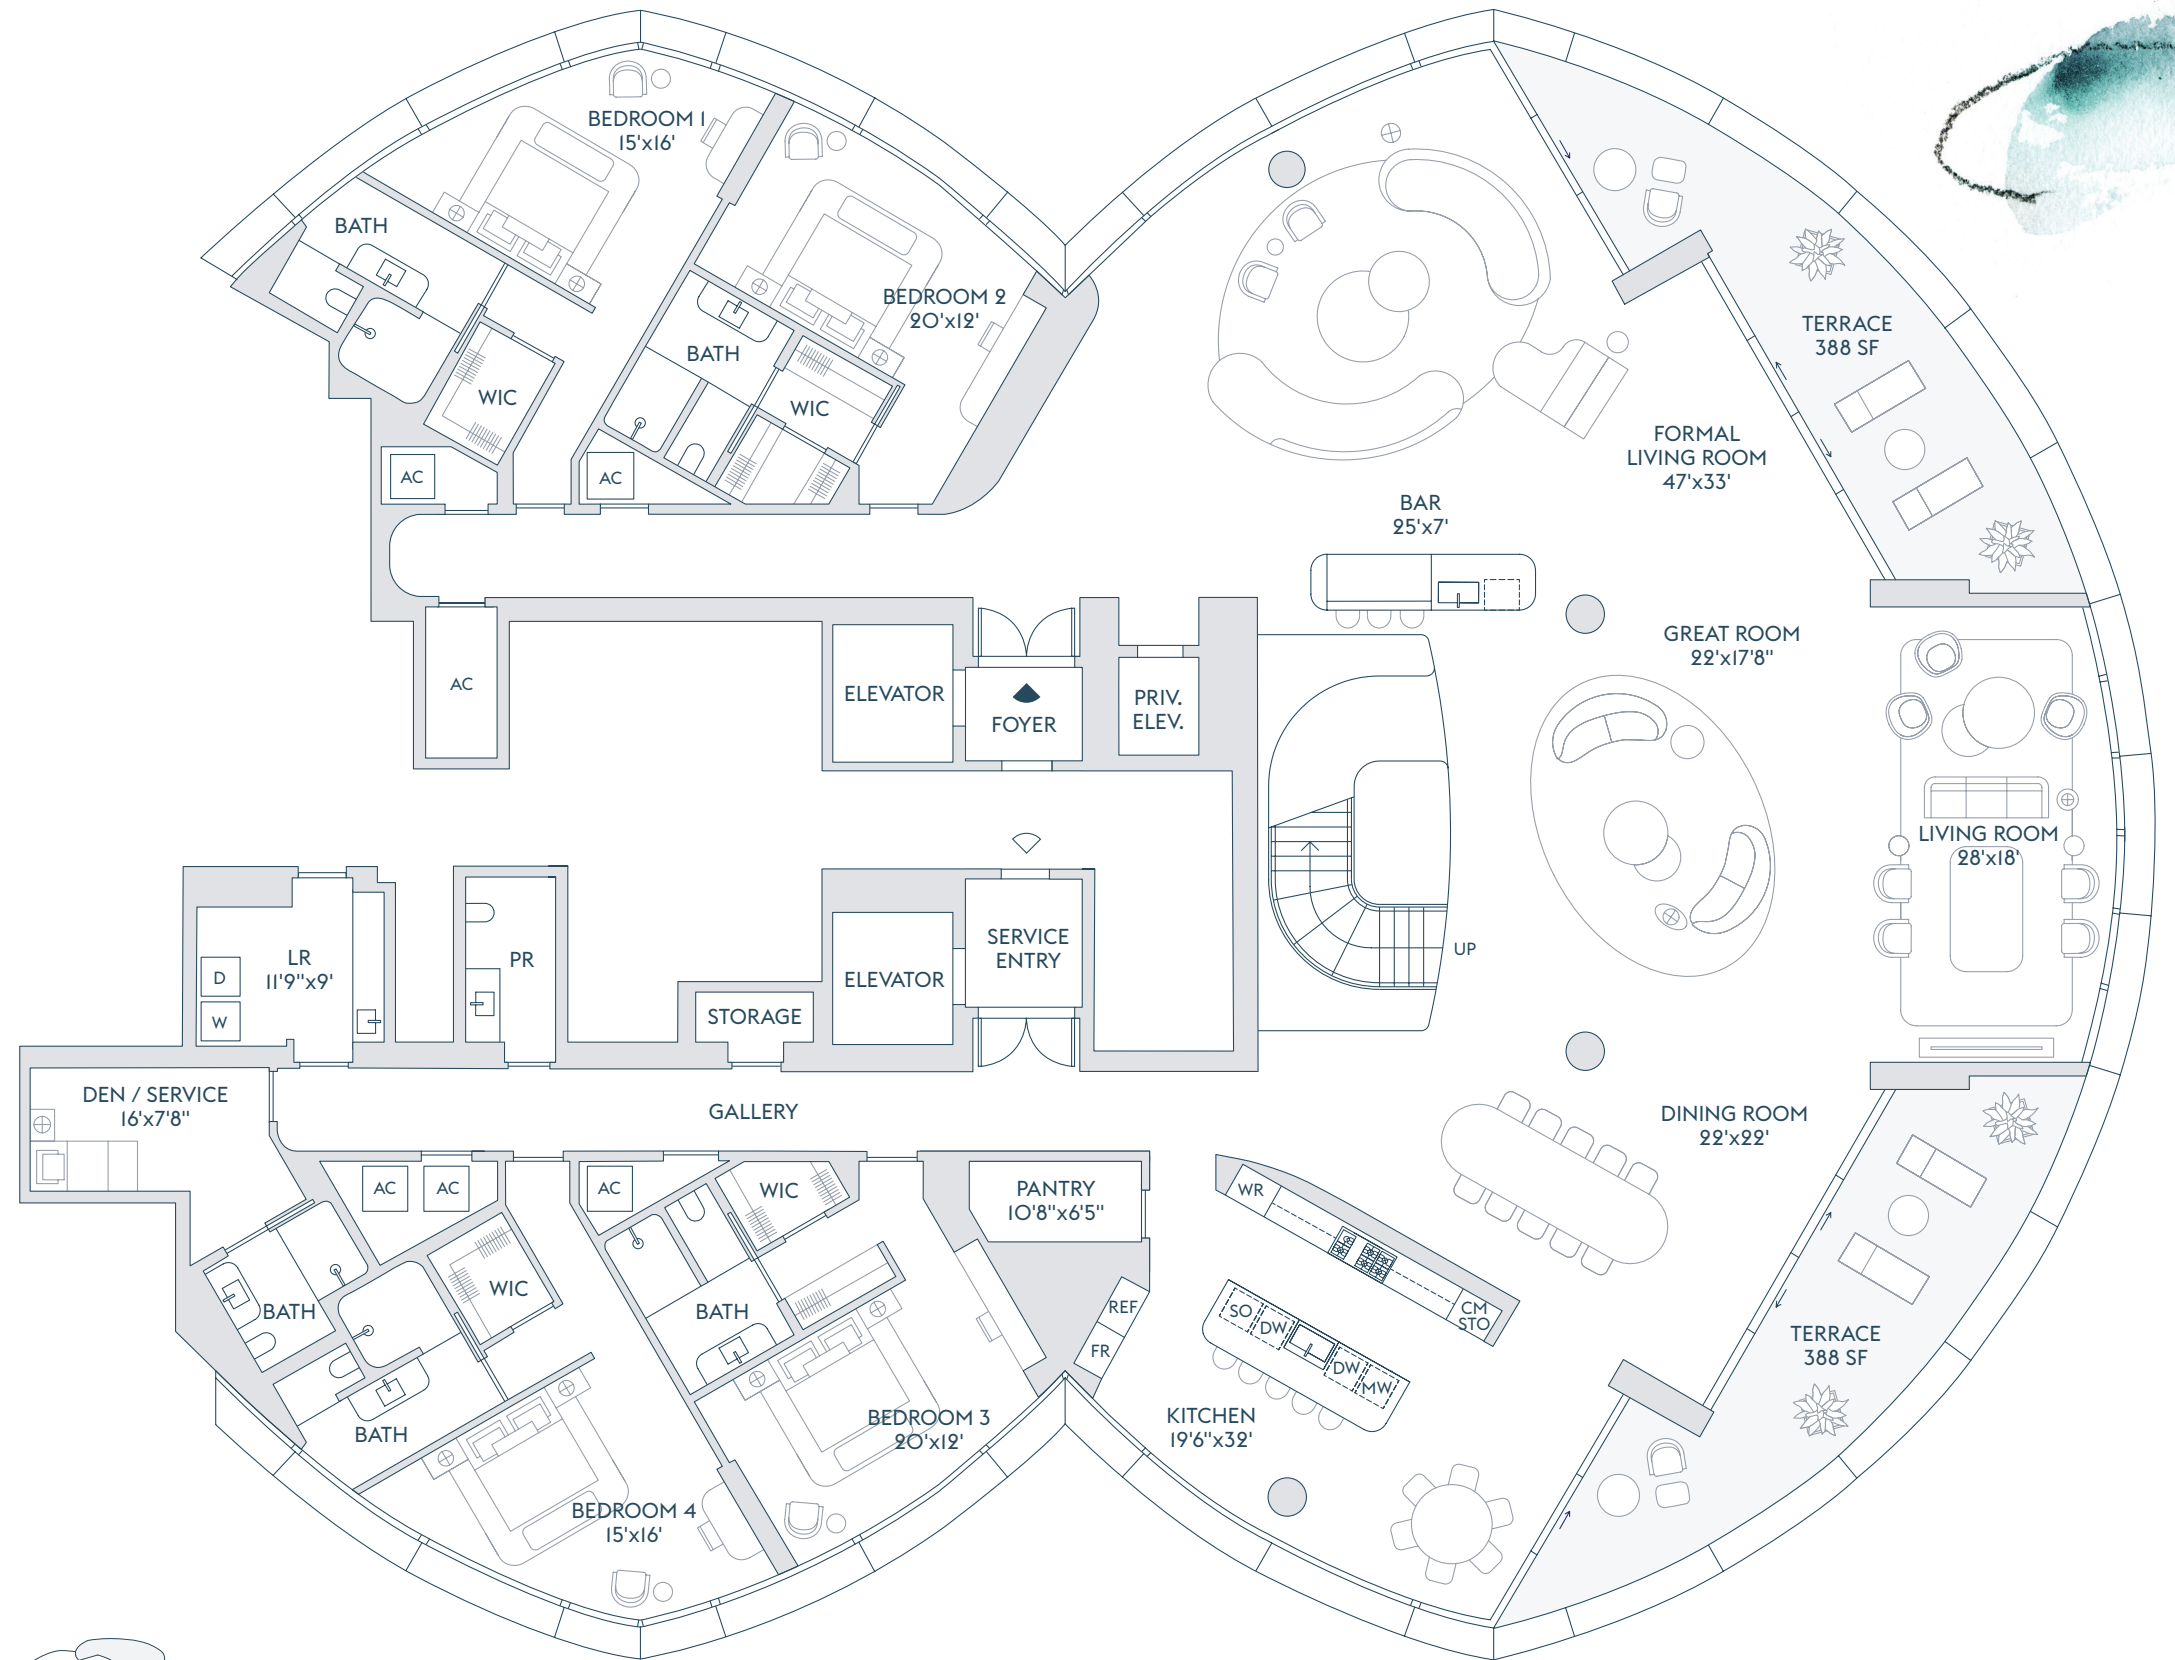 BEDROOM 1
15'x16'
BATH
BEDROOM 2
20'x12'
BATH
WIC
WIC
AC
AC
TERRACE
388 SF
FORMAL
LIVING ROOM
47'x33'
BAR
25'x7'
GREAT ROOM
22'x17'8"
AC
ELEVATOR
FOYER
PRIV.
ELEV.
LIVING ROOM
28'x18'
UP
LR
11'9"x9'
D
W
PR
STORAGE
ELEVATOR
SERVICE
ENTRY
DEN / SERVICE
16'x7'8"
GALLERY
DINING ROOM
22'x22'
AC
AC
AC
WIC
PANTRY
10'8"x6'5"
WR
WIC
BATH
BATH
REF
FR
SO
DW
DW
MW
CM
STO
TERRACE
388 SF
BATH
BEDROOM 3
20'x12'
KITCHEN
19'6"x32'
BEDROOM 4
15'x16'